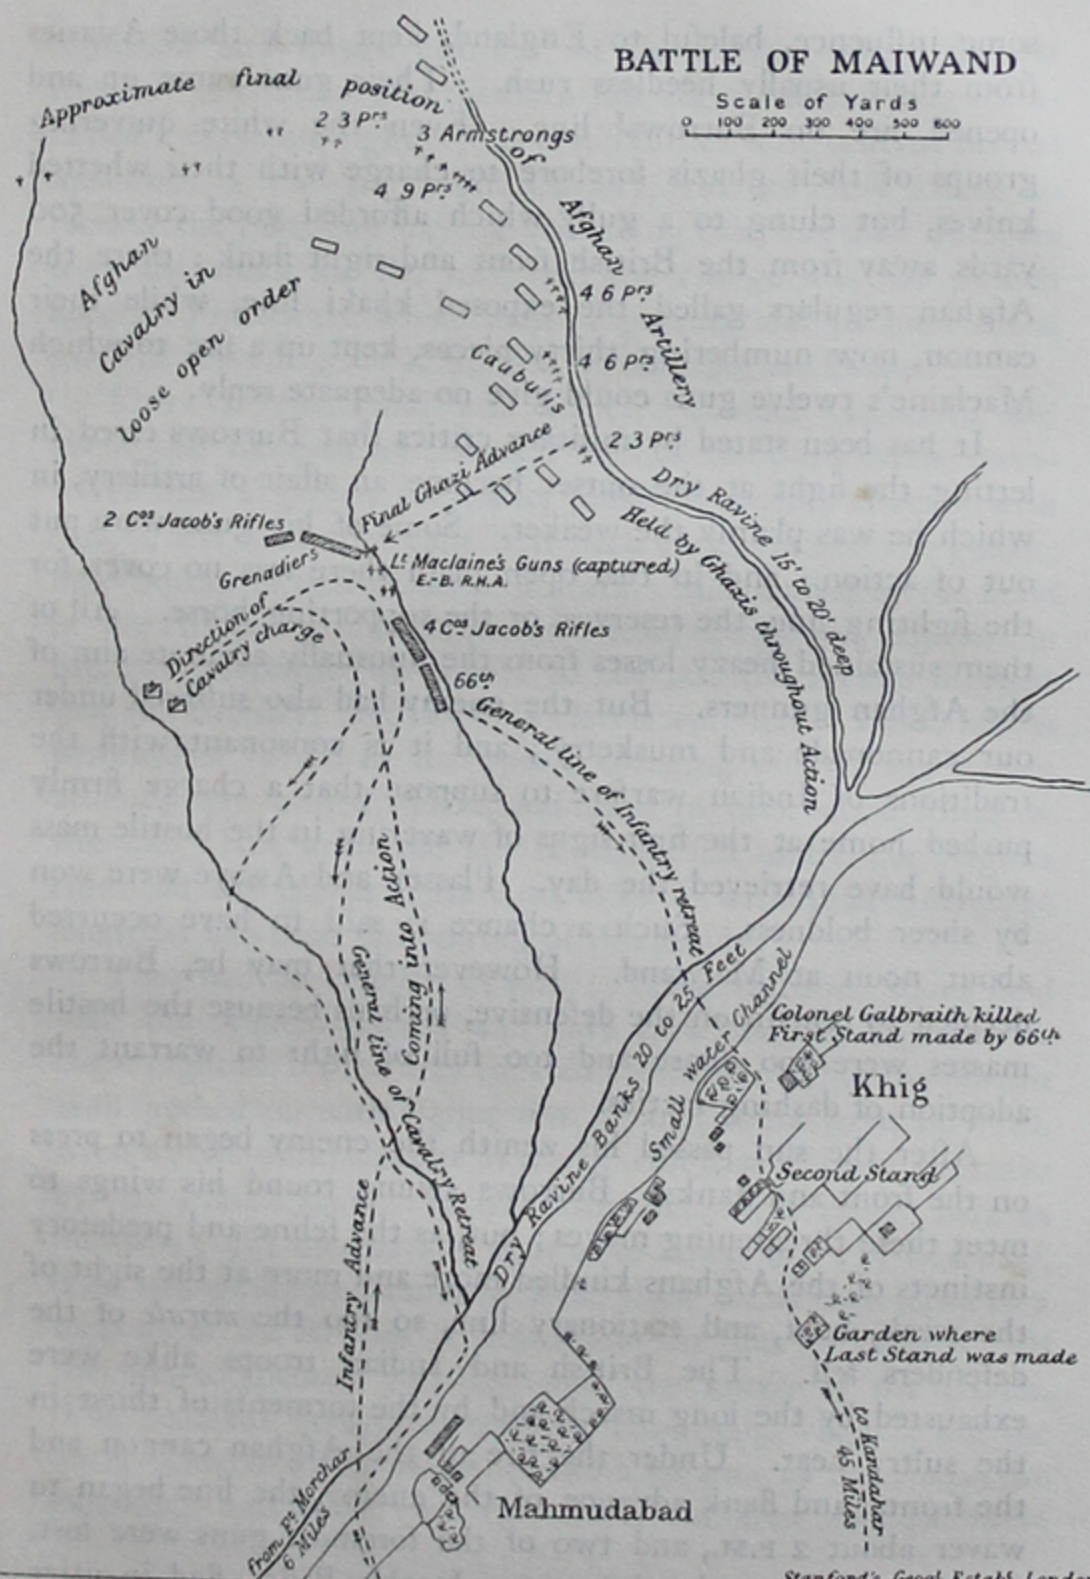 BATTLE OF MAIWAND
Scale of Yards
0 100 200 300 400 500 600
Approximate final position of Afghan Artillery
2 3 Prs
3 Armstrongs
4 9 Prs
Afghan
Cavalry in
loose open order
4 6 Prs
4 6 Prs
Caubulis
2 3 Prs
Final Ghazi Advance
Dry Ravine 15' to 20' deep
Held by Ghazis throughout Action
2 Cos Jacob's Rifles
Grenadiers
Lt Maclaine's Guns (captured)
E.-B. R.H.A.
Direction of
Cavalry charge
4 Cos Jacob's Rifles
66th
General line of Infantry retreat
Coming into Action
General line of Cavalry Retreat
Dry Ravine Banks 20 to 25 Feet
Small water Channel
Colonel Galbraith killed
First Stand made by 66th
Khig
Second Stand
Infantry Advance
Garden where
Last Stand was made
to Kandahar
45 Miles
Mahmudabad
from Ft Morchar
6 Miles
Stanford's Geogl Estabt., London